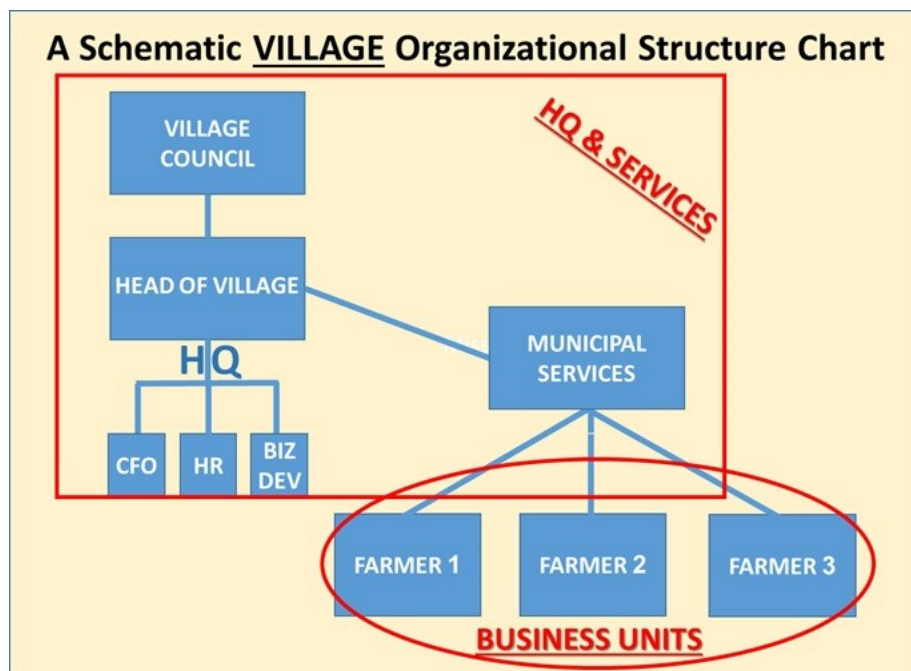 A Schematic VILLAGE Organizational Structure Chart
HQ & SERVICES
VILLAGE
COUNCIL
HEAD OF VILLAGE
HQ
MUNICIPAL
SERVICES
CFO
HR
BIZ
DEV
FARMER 1
FARMER 2
FARMER 3
BUSINESS UNITS